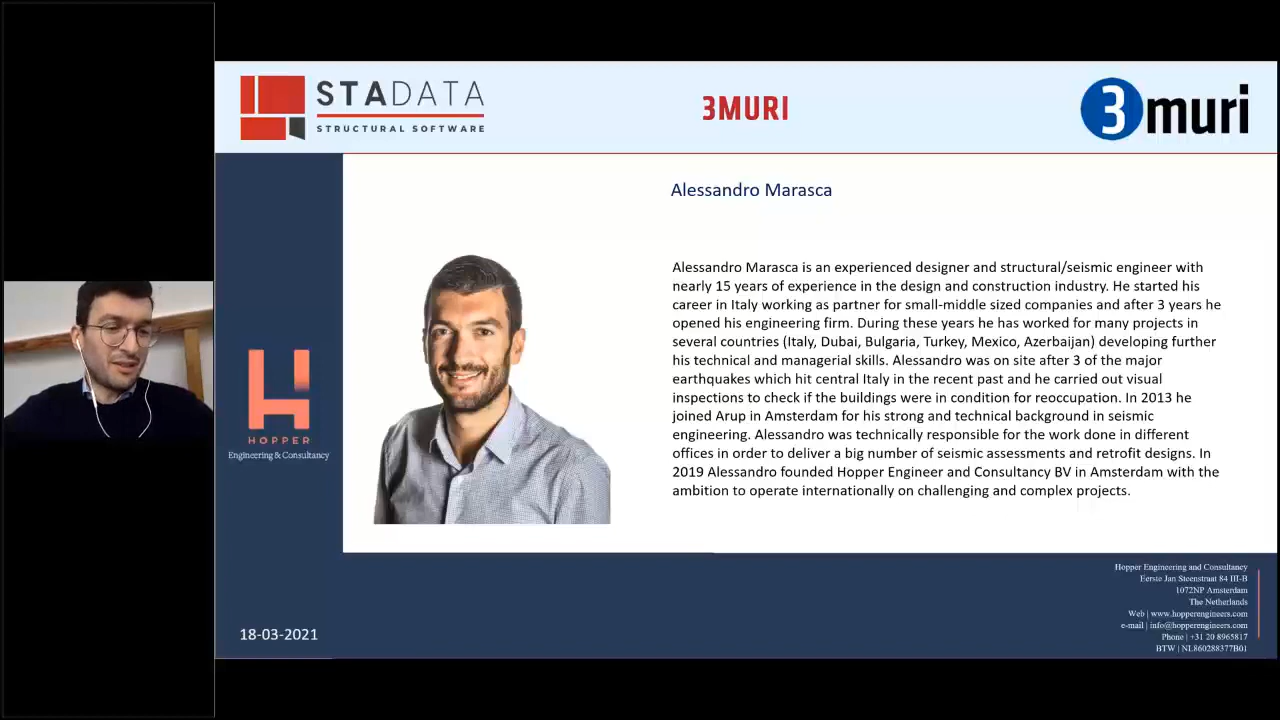 STADATA
STRUCTURAL SOFTWARE
3MURI
3muri
Alessandro Marasca
Alessandro Marasca is an experienced designer and structural/seismic engineer with
nearly 15 years of experience in the design and construction industry. He started his
career in Italy working as partner for small-middle sized companies and after 3 years he
opened his engineering firm. During these years he has worked for many projects in
several countries (Italy, Dubai, Bulgaria, Turkey, Mexico, Azerbaijan) developing further
his technical and managerial skills. Alessandro was on site after 3 of the major
earthquakes which hit central Italy in the recent past and he carried out visual
inspections to check if the buildings were in condition for reoccupation. In 2013 he
joined Arup in Amsterdam for his strong and technical background in seismic
engineering. Alessandro was technically responsible for the work done in different
offices in order to deliver a big number of seismic assessments and retrofit designs. In
2019 Alessandro founded Hopper Engineer and Consultancy BV in Amsterdam with the
ambition to operate internationally on challenging and complex projects.
H
HOPPER
Engineering & Consultancy
18-03-2021
Hopper Engineering and Consultancy
Eerste Jan Steenstraat 84 III-B
1072NP Amsterdam
The Netherlands
Web | www.hopperengineers.com
e-mail | info@hopperengineers.com
Phone | +31 20 8965817
BTW | NL860288377B01